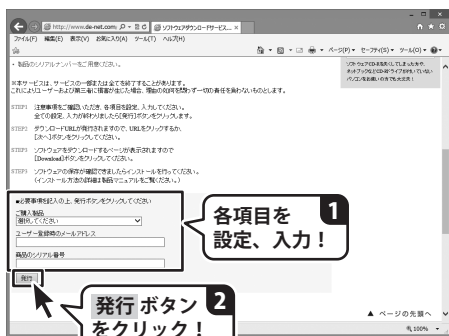 http://www.de-net.com/
ソフトウェアダウンロードサービス...
ファイル(F) 編集(E) 表示(V) お気に入り(A) ツール(T) ヘルプ(H)
ページ(P) セーフティ(S) ツール(O)
・製品のシリアルナンバーをご用意ください。
※本サービスは、サービスの一部または全てを終了することがあります。
これによりユーザーおよび第三者に損害が生じた場合、理由の如何を問わず一切の責任を負わないものとします。
STEP1 注意事項をご確認いただき、各項目を設定、入力してください。
全ての設定、入力が終わりましたら[発行]ボタンをクリックします。
STEP2 ダウンロードURLが発行されますので、URLをクリックするか、
[次へ]ボタンをクリックしてください。
STEP3 ソフトウェアをダウンロードするページが表示されますので
[Download]ボタンをクリックしてください。
ソフトウェアの保存が確認できましたらインストールを行ってください。
(インストール方法の詳細は製品マニュアルをご覧ください。)
■必要事項を記入の上、発行ボタンをクリックしてください
ご購入製品
選択してください
ユーザー登録時のメールアドレス
商品のシリアル番号
発行
各項目を 1
設定、入力!
発行 ボタン 2
をクリック!
▲ ページの先頭へ
100%